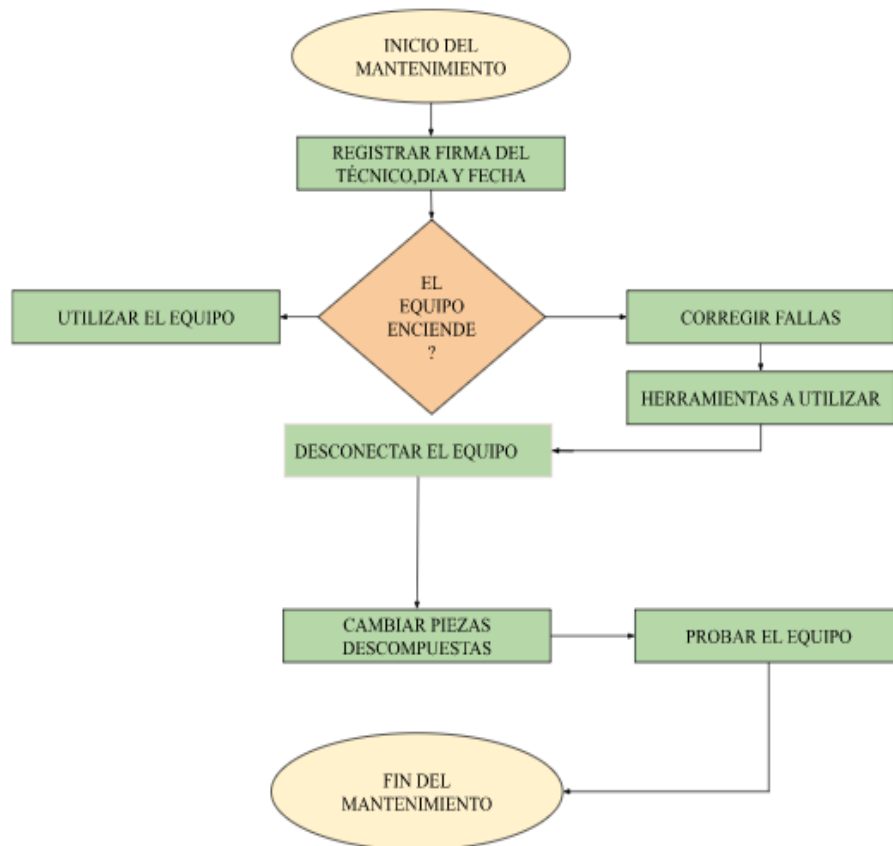 INICIO DEL
MANTENIMIENTO
REGISTRAR FIRMA DEL
TÉCNICO,DIA Y FECHA
EL
EQUIPO
ENCIENDE
?
UTILIZAR EL EQUIPO
CORREGIR FALLAS
HERRAMIENTAS A UTILIZAR
DESCONECTAR EL EQUIPO
CAMBIAR PIEZAS
DESCOMPUESTAS
PROBAR EL EQUIPO
FIN DEL
MANTENIMIENTO